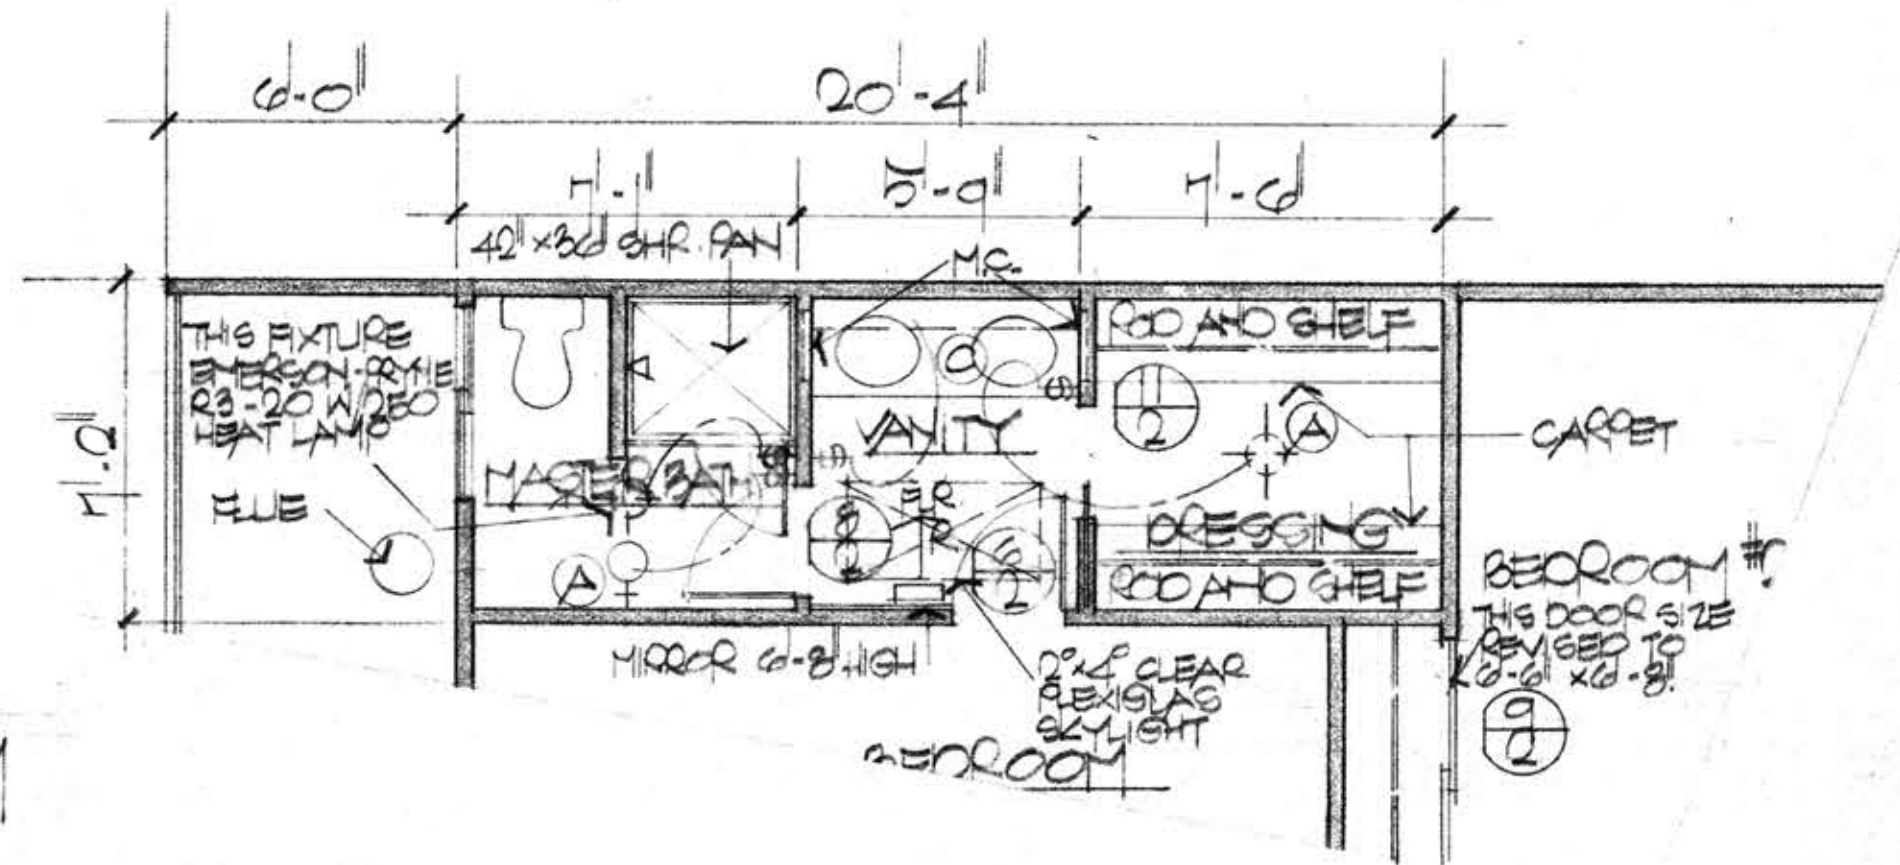 6'-0"
20'-4"
7'-1"
5'-9"
7'-6"
42"x36" SHR. PAN
M.C.
7'-0"
THIS FIXTURE
EMERSON-PRYNE
R3-20 W/250
HEAT LAMP
FLUE
ROD AND SHELF
VANITY
11
2
A
CARPET
MASTER BATH
8
2
DRESSING
ROD AND SHELF
A
2
BEDROOM
THIS DOOR SIZE
REVISED TO
6'-6" x 6'-8".
9
2
MIRROR 6'-8" HIGH
2⁰x4⁰ CLEAR
PLEXIGLAS
SKYLIGHT
BEDROOM